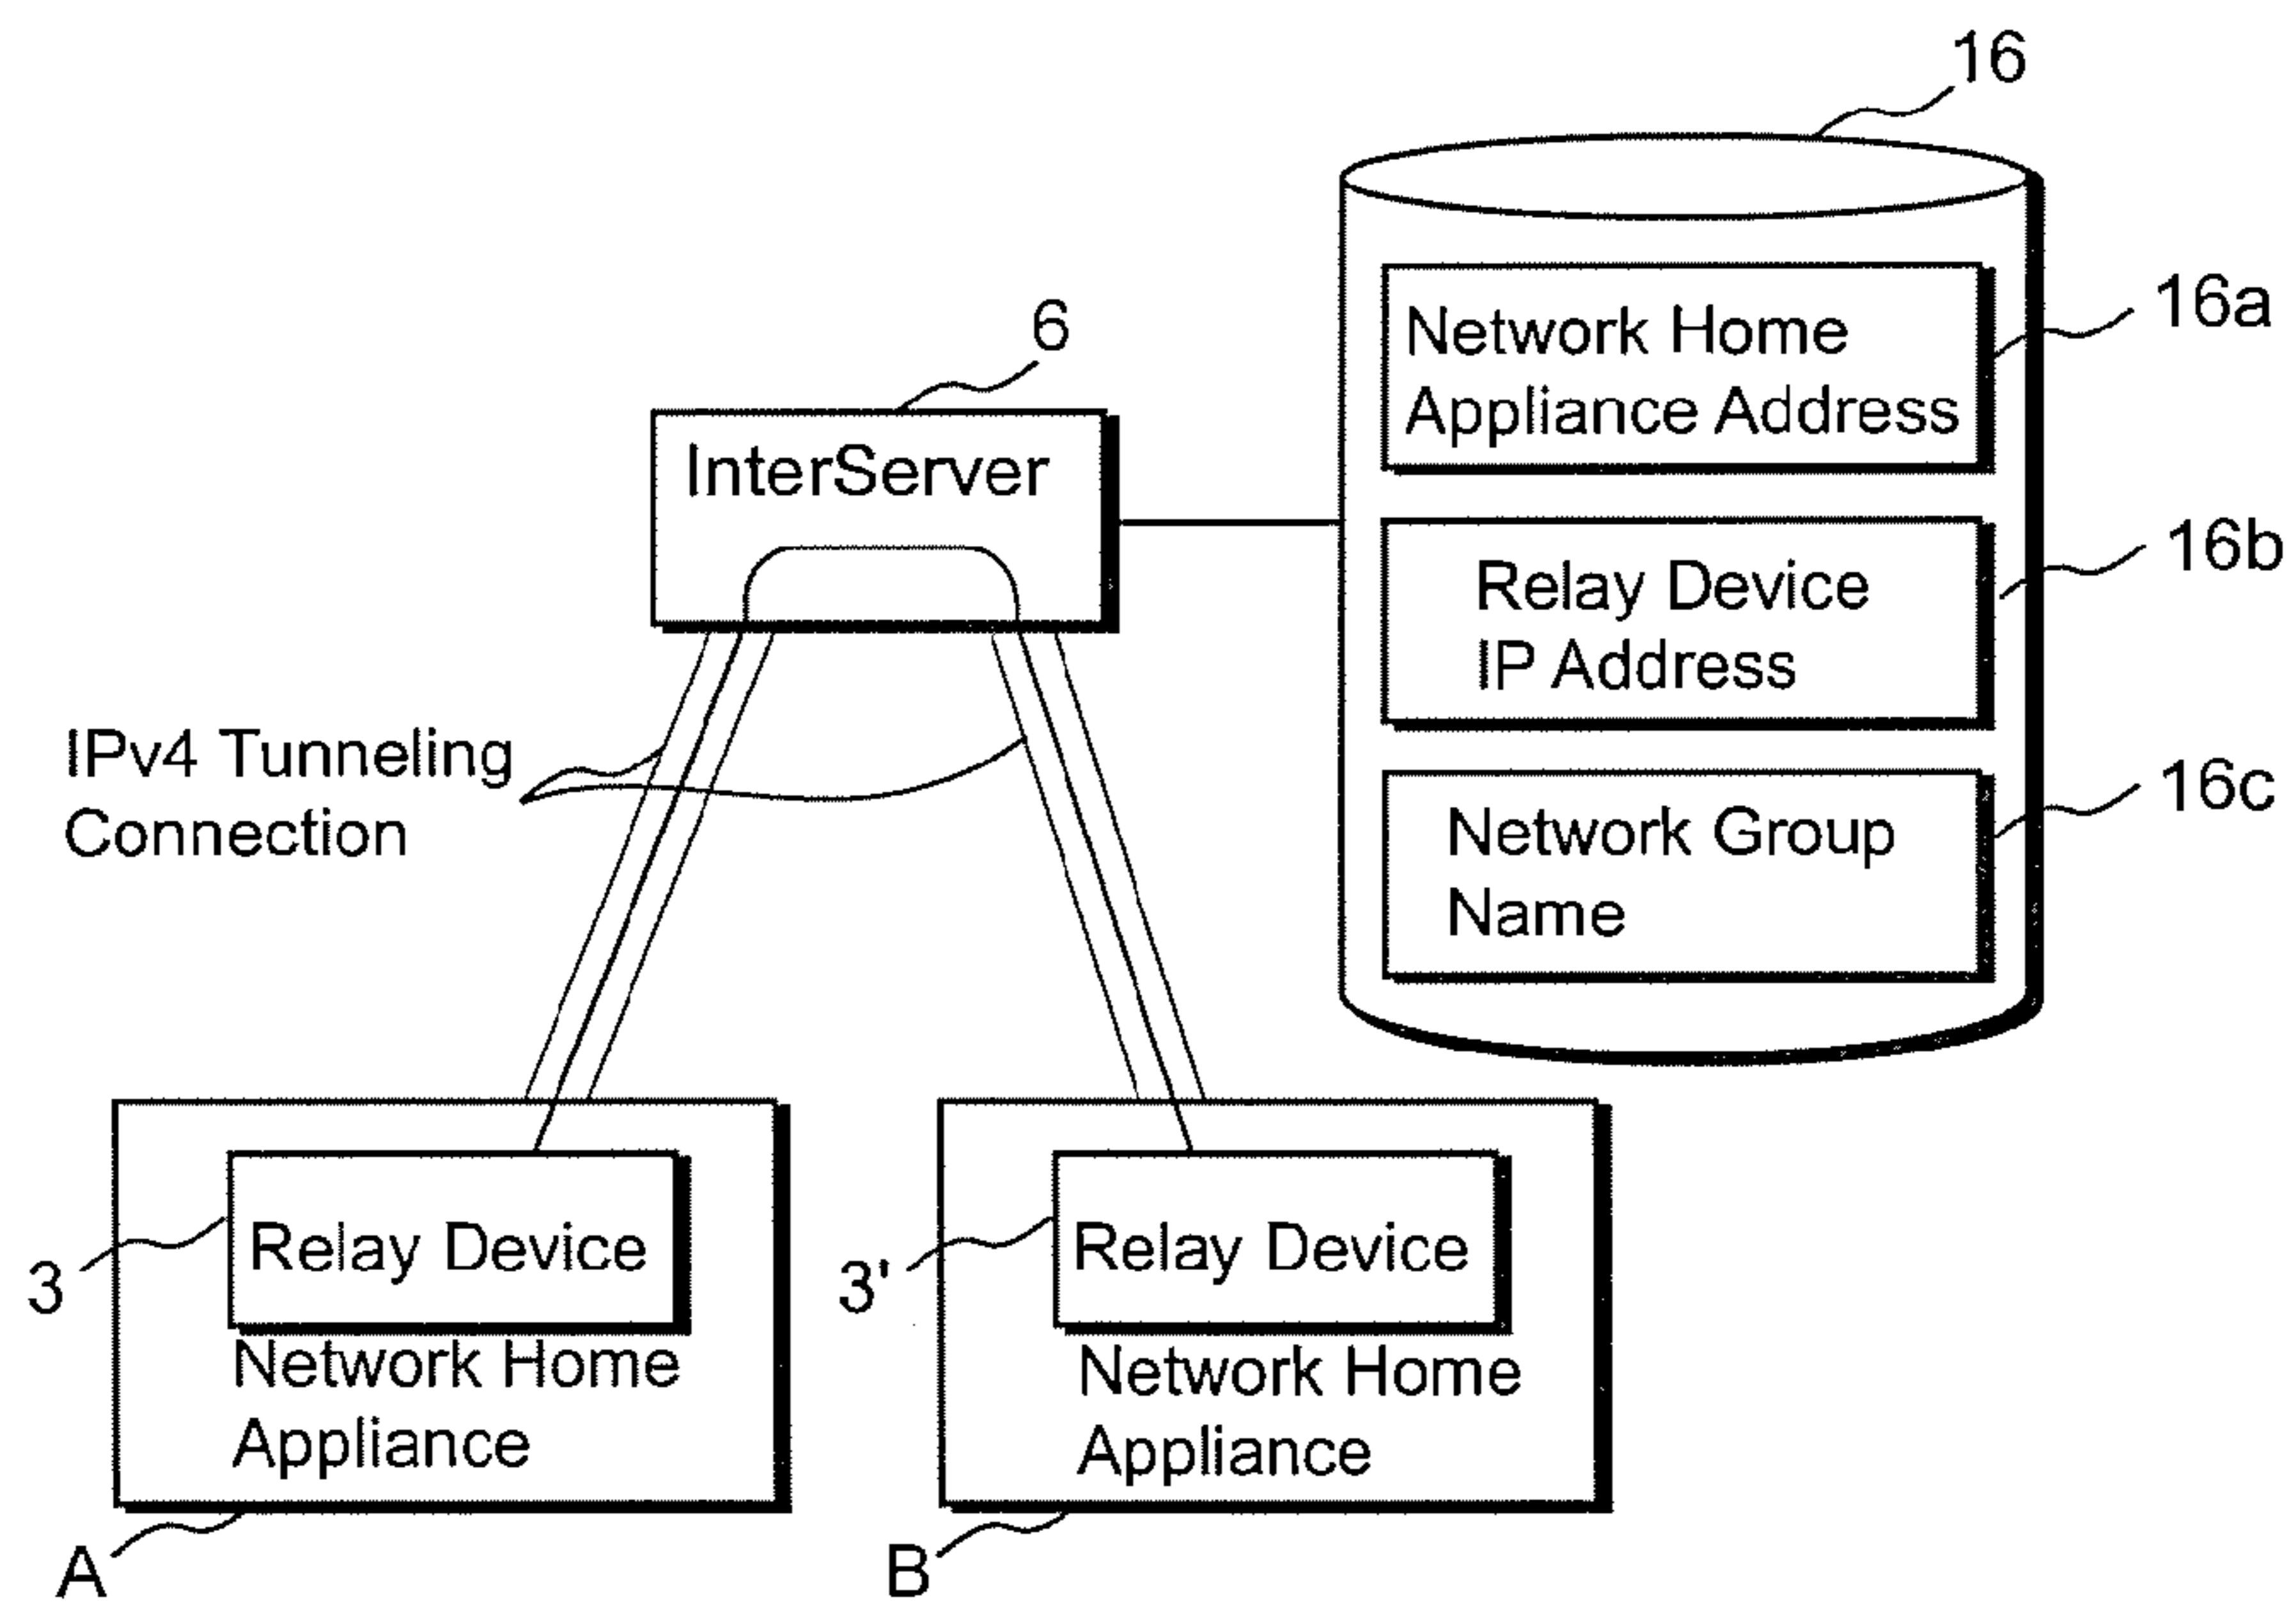 16
Network Home
Appliance Address
16a
6
InterServer
Relay Device
IP Address
16b
IPv4 Tunneling
Connection
Network Group
Name
16c
Relay Device
3
Network Home
Appliance
A
Relay Device
3'
Network Home
Appliance
B